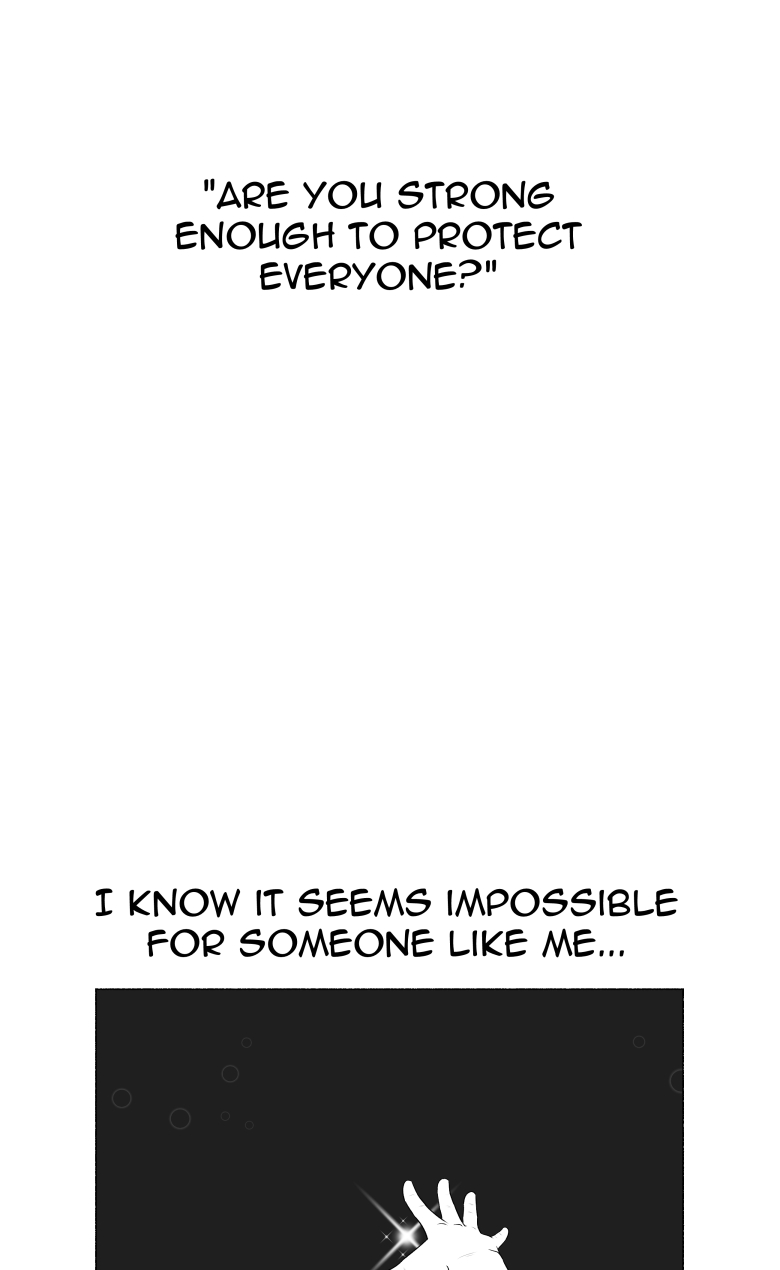 "ARE YOU STRONG
ENOUGH TO PROTECT
EVERYONE?"
I KNOW IT SEEMS IMPOSSIBLE
FOR SOMEONE LIKE ME...